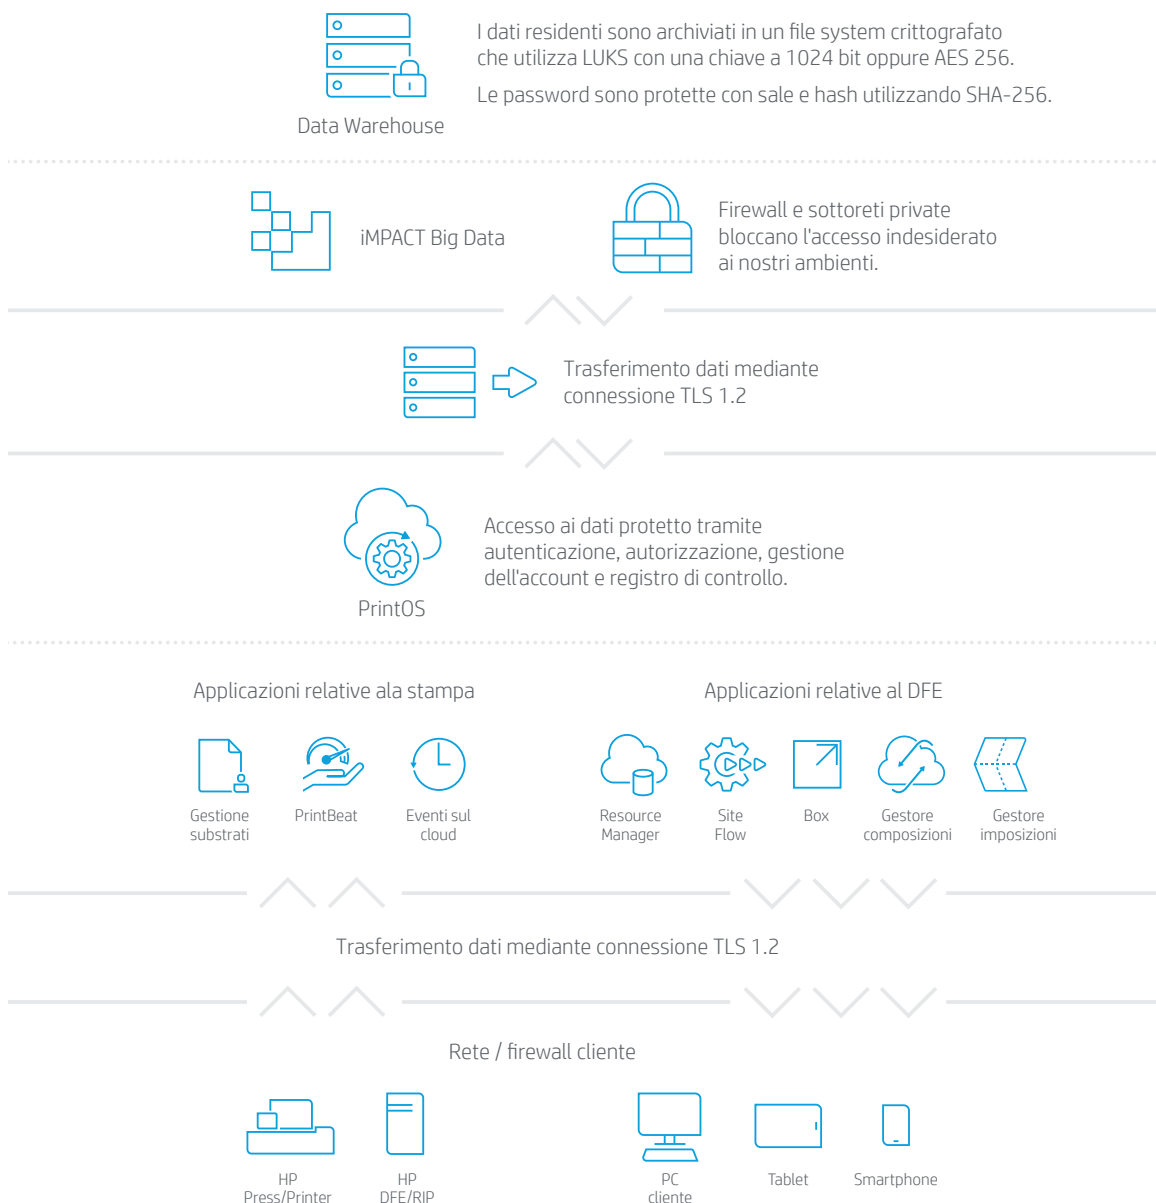 I dati residenti sono archiviati in un file system crittografato
che utilizza LUKS con una chiave a 1024 bit oppure AES 256.
Le password sono protette con sale e hash utilizzando SHA-256.
Data Warehouse
iMPACT Big Data
Firewall e sottoreti private
bloccano l'accesso indesiderato
ai nostri ambienti.
Trasferimento dati mediante
connessione TLS 1.2
Accesso ai dati protetto tramite
autenticazione, autorizzazione, gestione
dell'account e registro di controllo.
PrintOS
Applicazioni relative ala stampa
Applicazioni relative al DFE
Gestione
substrati
PrintBeat
Eventi sul
cloud
Resource
Manager
Site
Flow
Box
Gestore
composizioni
Gestore
imposizioni
Trasferimento dati mediante connessione TLS 1.2
Rete / firewall cliente
HP
Press/Printer
HP
DFE/RIP
PC
cliente
Tablet
Smartphone